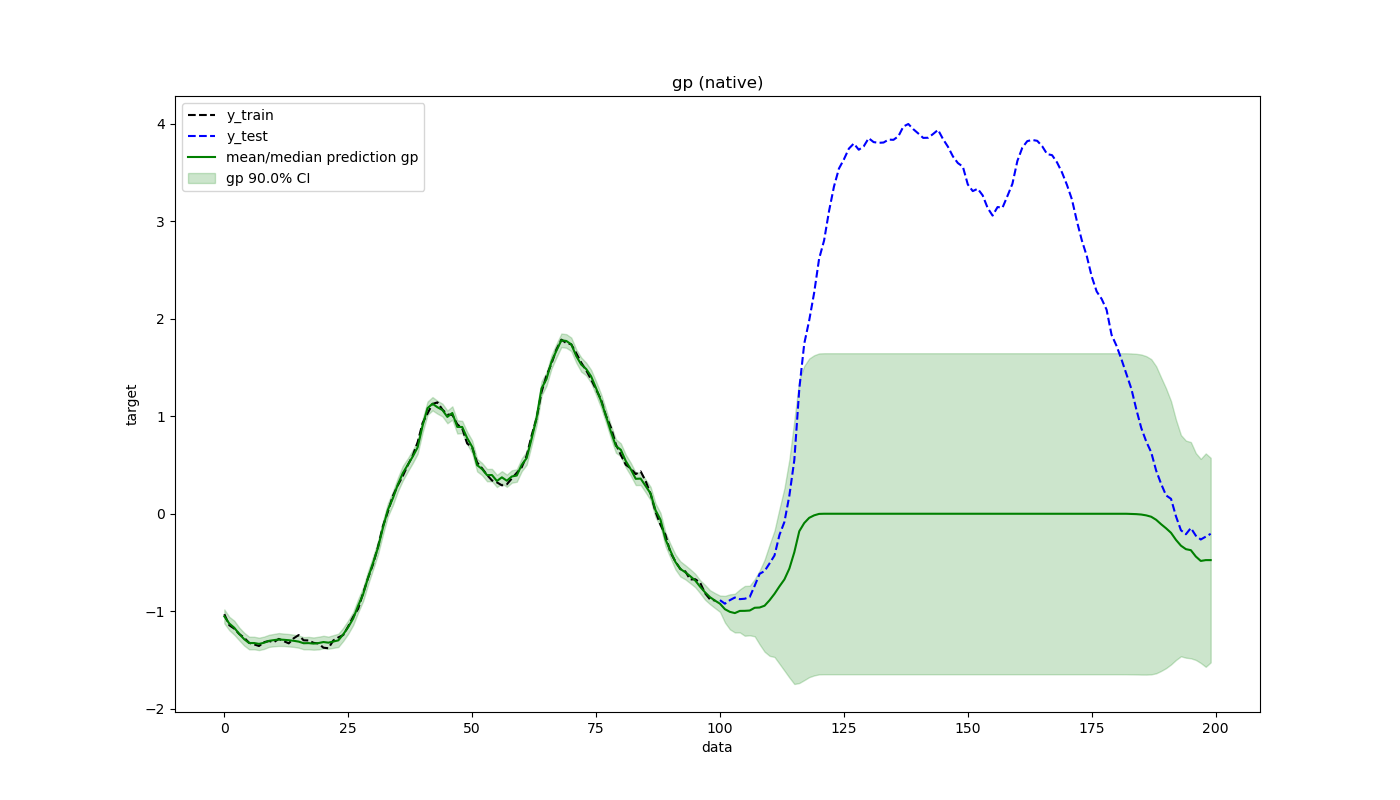 gp (native)
y_train
y_test
mean/median prediction gp
gp 90.0% CI
4
3
2
1
0
−1
−2
target
0
25
50
75
100
125
150
175
200
data